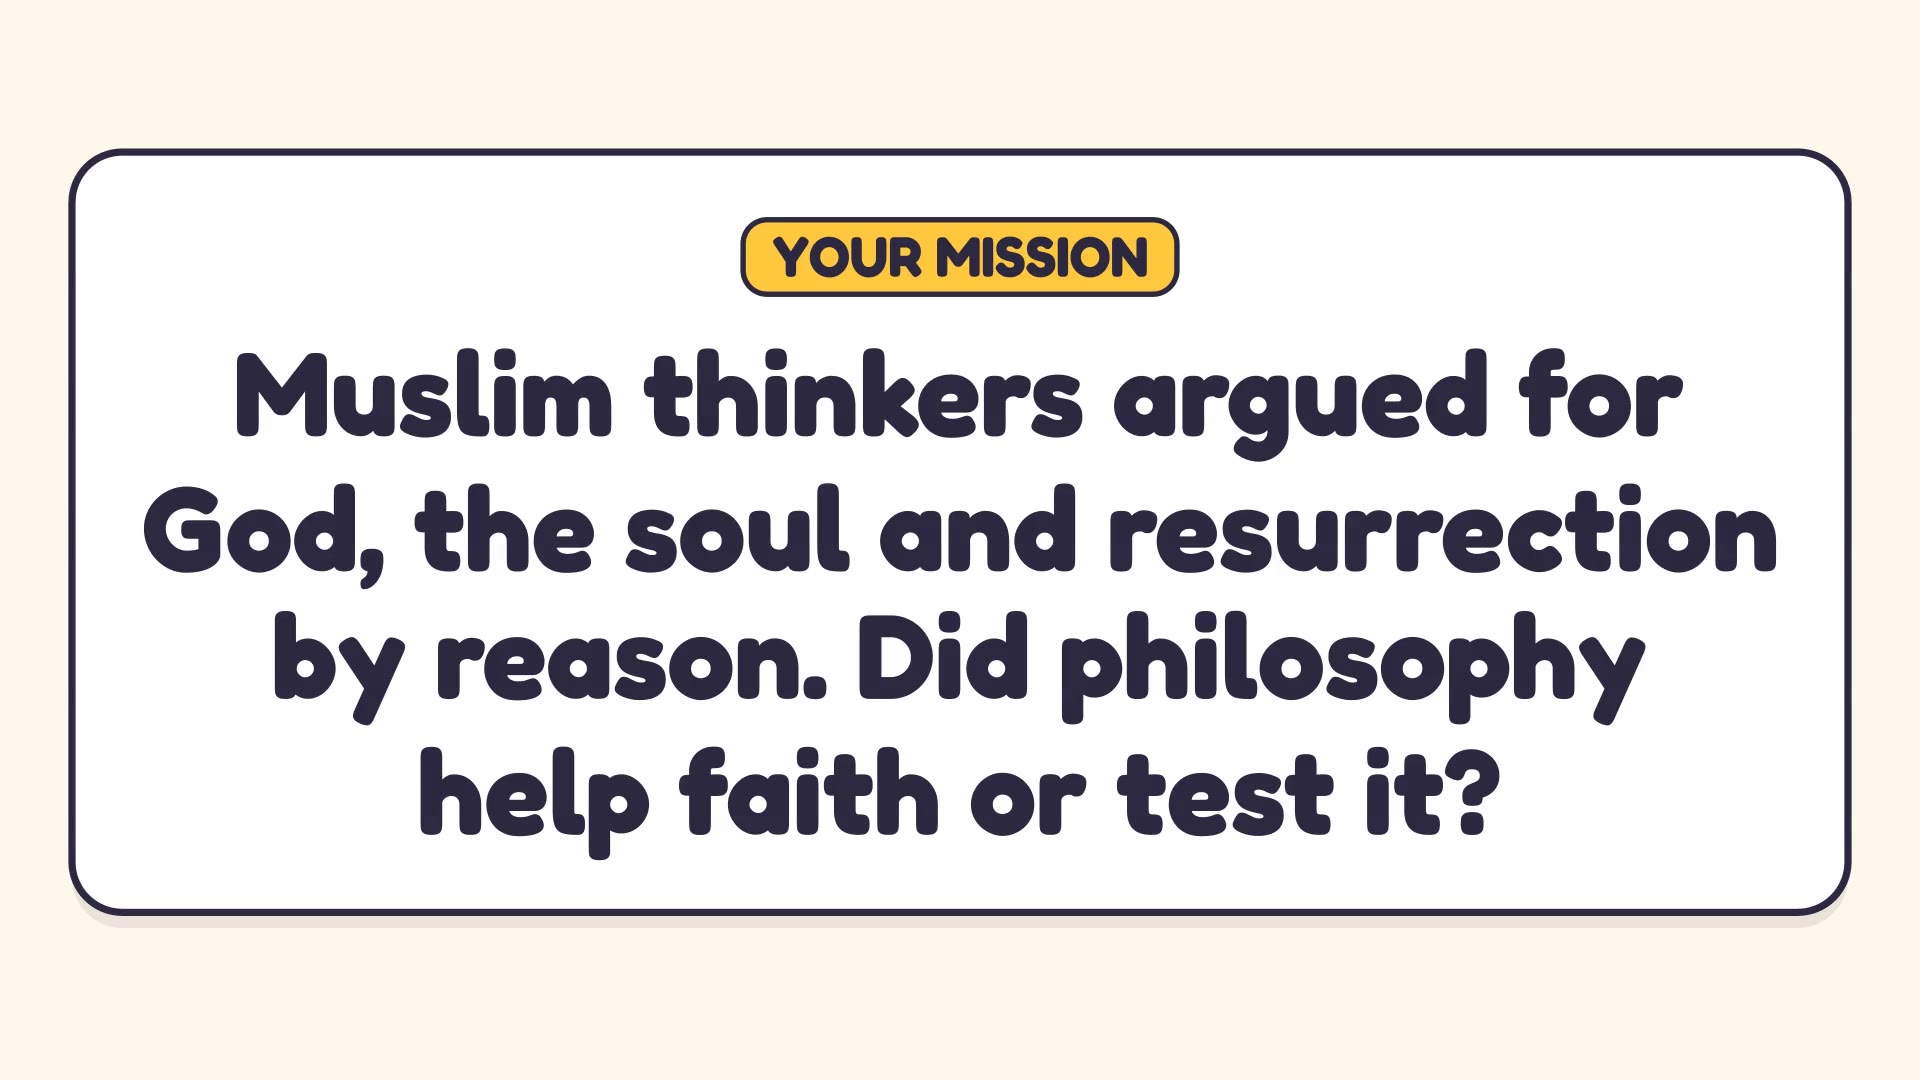 YOUR MISSION
Muslim thinkers argued for
God, the soul and resurrection
by reason. Did philosophy
help faith or test it?